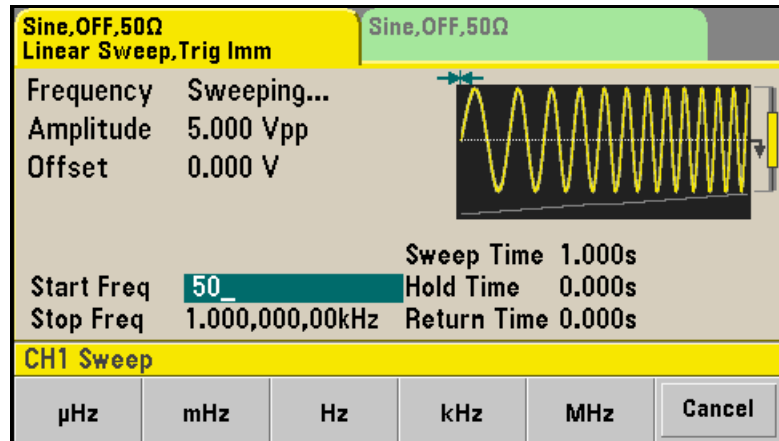 Sine,OFF,50Ω
Linear Sweep,Trig Imm
Sine,OFF,50Ω
Frequency Sweeping...
Amplitude 5.000 Vpp
Offset 0.000 V
Sweep Time 1.000s
Start Freq 50_ Hold Time 0.000s
Stop Freq 1.000,000,00kHz Return Time 0.000s
CH1 Sweep
µHz mHz Hz kHz MHz Cancel